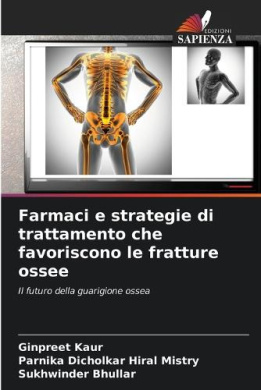 EDIZIONI
SAPIENZA
Farmaci e strategie di
trattamento che
favoriscono le fratture
ossee
Il futuro della guarigione ossea
Ginpreet Kaur
Parnika Dicholkar Hiral Mistry
Sukhwinder Bhullar